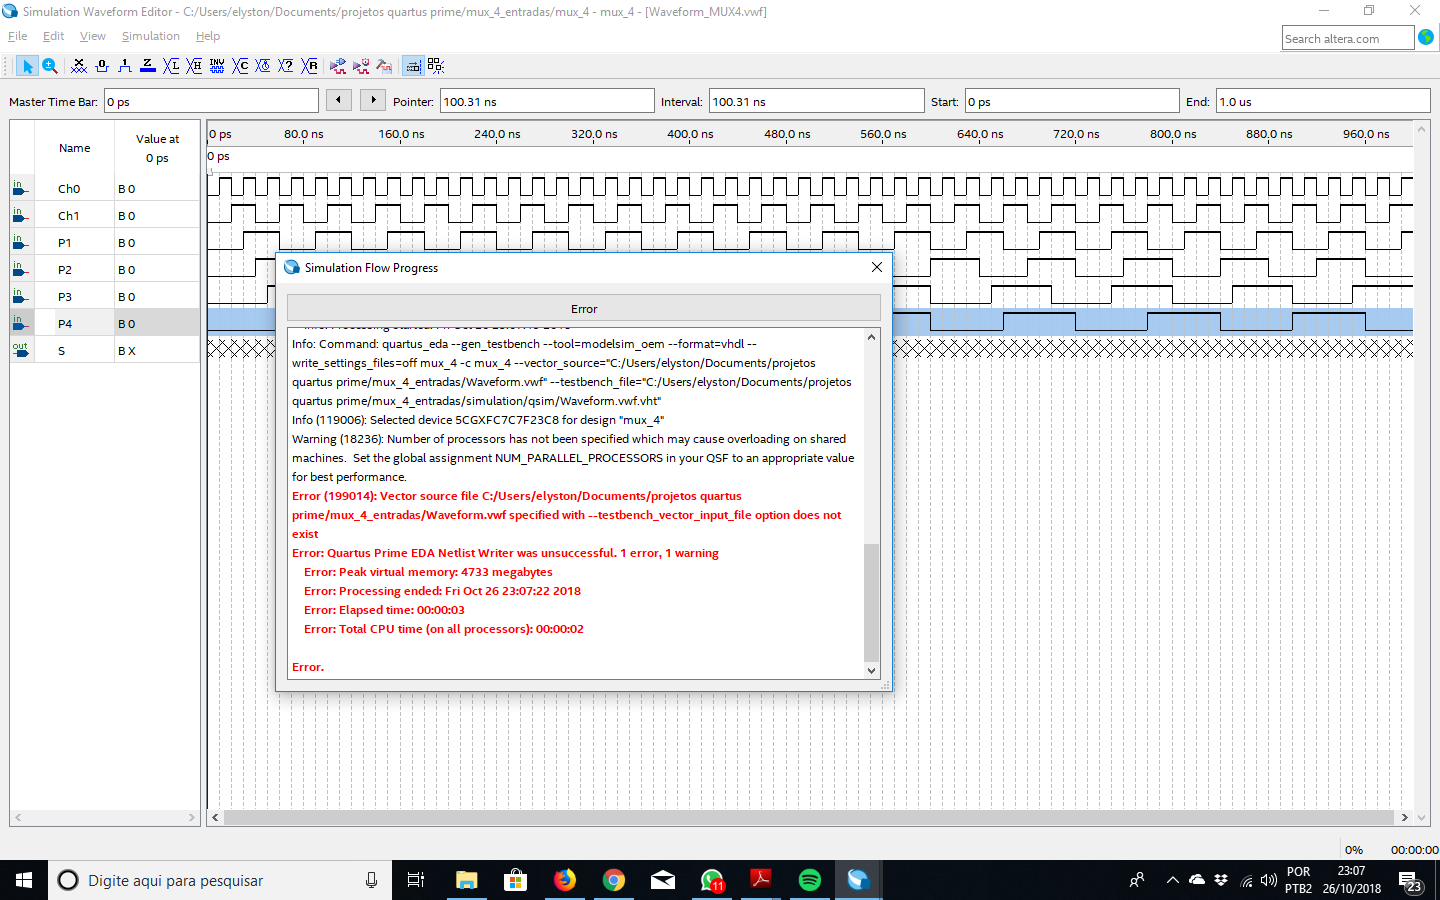 Simulation Waveform Editor - C:/Users/elyston/Documents/projetos quartus prime/mux_4_entradas/mux_4 - mux_4 - [Waveform_MUX4.vwf]
File Edit View Simulation Help
Search altera.com
Master Time Bar: 0 ps Pointer: 100.31 ns Interval: 100.31 ns Start: 0 ps End: 1.0 us
Name Value at 0 ps
0 ps 80.0 ns 160.0 ns 240.0 ns 320.0 ns 400.0 ns 480.0 ns 560.0 ns 640.0 ns 720.0 ns 800.0 ns 880.0 ns 960.0 ns
0 ps
in Ch0 B 0
in Ch1 B 0
in P1 B 0
in P2 B 0
in P3 B 0
in P4 B 0
out S B X
Simulation Flow Progress
Error
Info: Command: quartus_eda --gen_testbench --tool=modelsim_oem --format=vhdl --
write_settings_files=off mux_4 -c mux_4 --vector_source="C:/Users/elyston/Documents/projetos
quartus prime/mux_4_entradas/Waveform.vwf" --testbench_file="C:/Users/elyston/Documents/projetos
quartus prime/mux_4_entradas/simulation/qsim/Waveform.vwf.vht"
Info (119006): Selected device 5CGXFC7C7F23C8 for design "mux_4"
Warning (18236): Number of processors has not been specified which may cause overloading on shared
machines. Set the global assignment NUM_PARALLEL_PROCESSORS in your QSF to an appropriate value
for best performance.
Error (199014): Vector source file C:/Users/elyston/Documents/projetos quartus
prime/mux_4_entradas/Waveform.vwf specified with --testbench_vector_input_file option does not
exist
Error: Quartus Prime EDA Netlist Writer was unsuccessful. 1 error, 1 warning
Error: Peak virtual memory: 4733 megabytes
Error: Processing ended: Fri Oct 26 23:07:22 2018
Error: Elapsed time: 00:00:03
Error: Total CPU time (on all processors): 00:00:02
Error.
0% 00:00:00
Digite aqui para pesquisar
11
POR
PTB2
23:07
26/10/2018
23